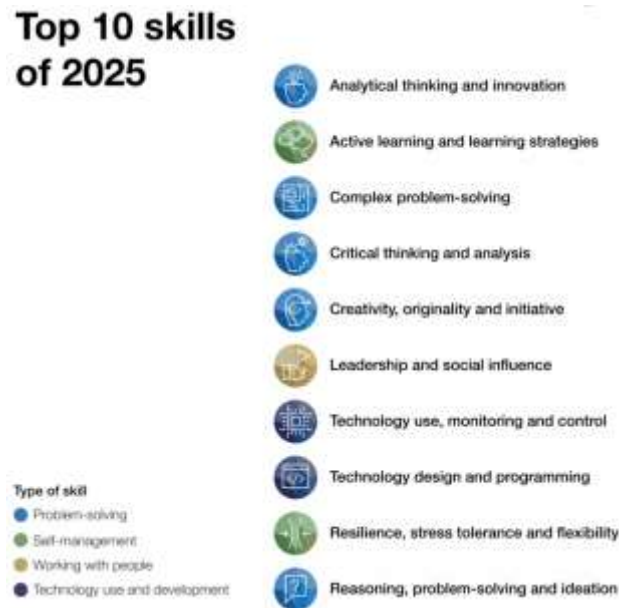 Top 10 skills
of 2025
Analytical thinking and innovation
Active learning and learning strategies
Complex problem-solving
Critical thinking and analysis
Creativity, originality and initiative
Leadership and social influence
Technology use, monitoring and control
Technology design and programming
Resilience, stress tolerance and flexibility
Reasoning, problem-solving and ideation
Type of skill
Problem-solving
Self-management
Working with people
Technology use and development